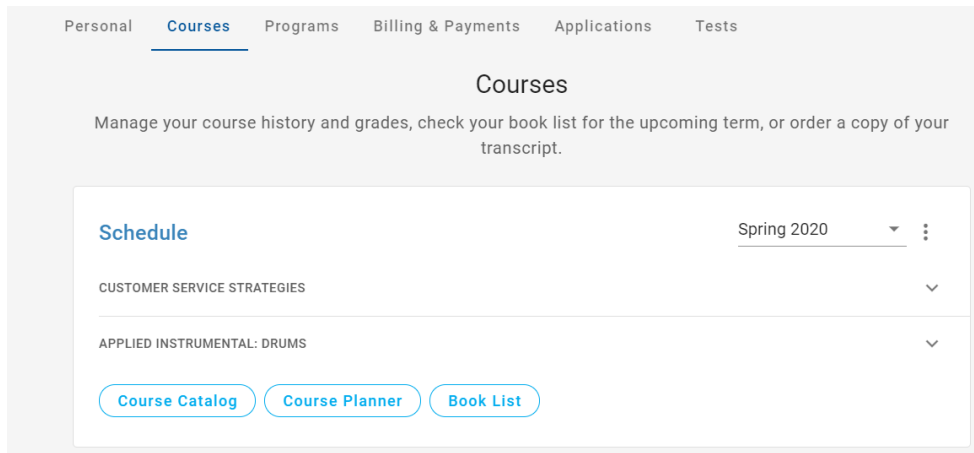 Personal Courses Programs Billing & Payments Applications Tests
Courses
Manage your course history and grades, check your book list for the upcoming term, or order a copy of your
transcript.
Schedule Spring 2020
CUSTOMER SERVICE STRATEGIES
APPLIED INSTRUMENTAL: DRUMS
Course Catalog Course Planner Book List